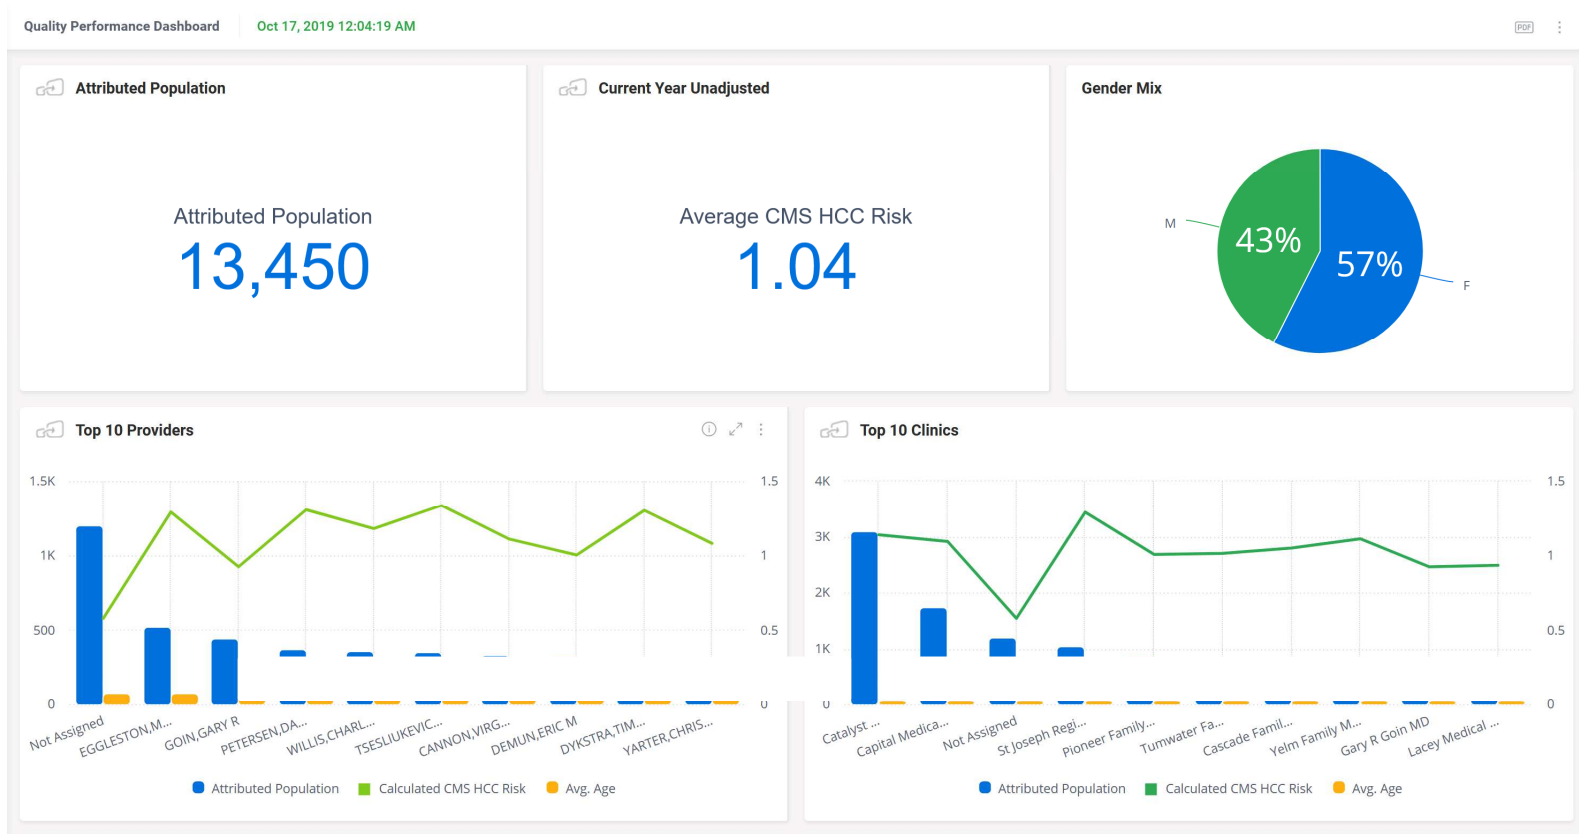 Quality Performance Dashboard
Oct 17, 2019 12:04:19 AM
PDF
Attributed Population
Attributed Population
13,450
Current Year Unadjusted
Average CMS HCC Risk
1.04
Gender Mix
M
43%
57%
F
Top 10 Providers
1.5K
1K
500
0
1.5
1
0.5
0
Not Assigned
EGGLESTON,M...
GOIN,GARY R
PETERSEN,DA...
WILLIS,CHARL...
TSESLIUKEVIC...
CANNON,VIRG...
DEMUN,ERIC M
DYKSTRA,TIM...
YARTER,CHRIS...
Attributed Population
Calculated CMS HCC Risk
Avg. Age
Top 10 Clinics
4K
3K
2K
1K
0
1.5
1
0.5
0
Catalyst ...
Capital Medica...
Not Assigned
St Joseph Regi...
Pioneer Family...
Tumwater Fa...
Cascade Famil...
Yelm Family M...
Gary R Goin MD
Lacey Medical ...
Attributed Population
Calculated CMS HCC Risk
Avg. Age